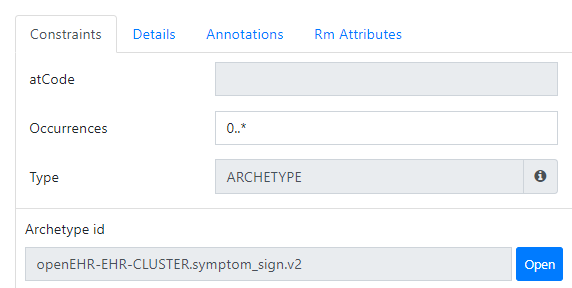 Constraints Details Annotations Rm Attributes
atCode
Occurrences 0..*
Type ARCHETYPE
Archetype id
openEHR-EHR-CLUSTER.symptom_sign.v2 Open